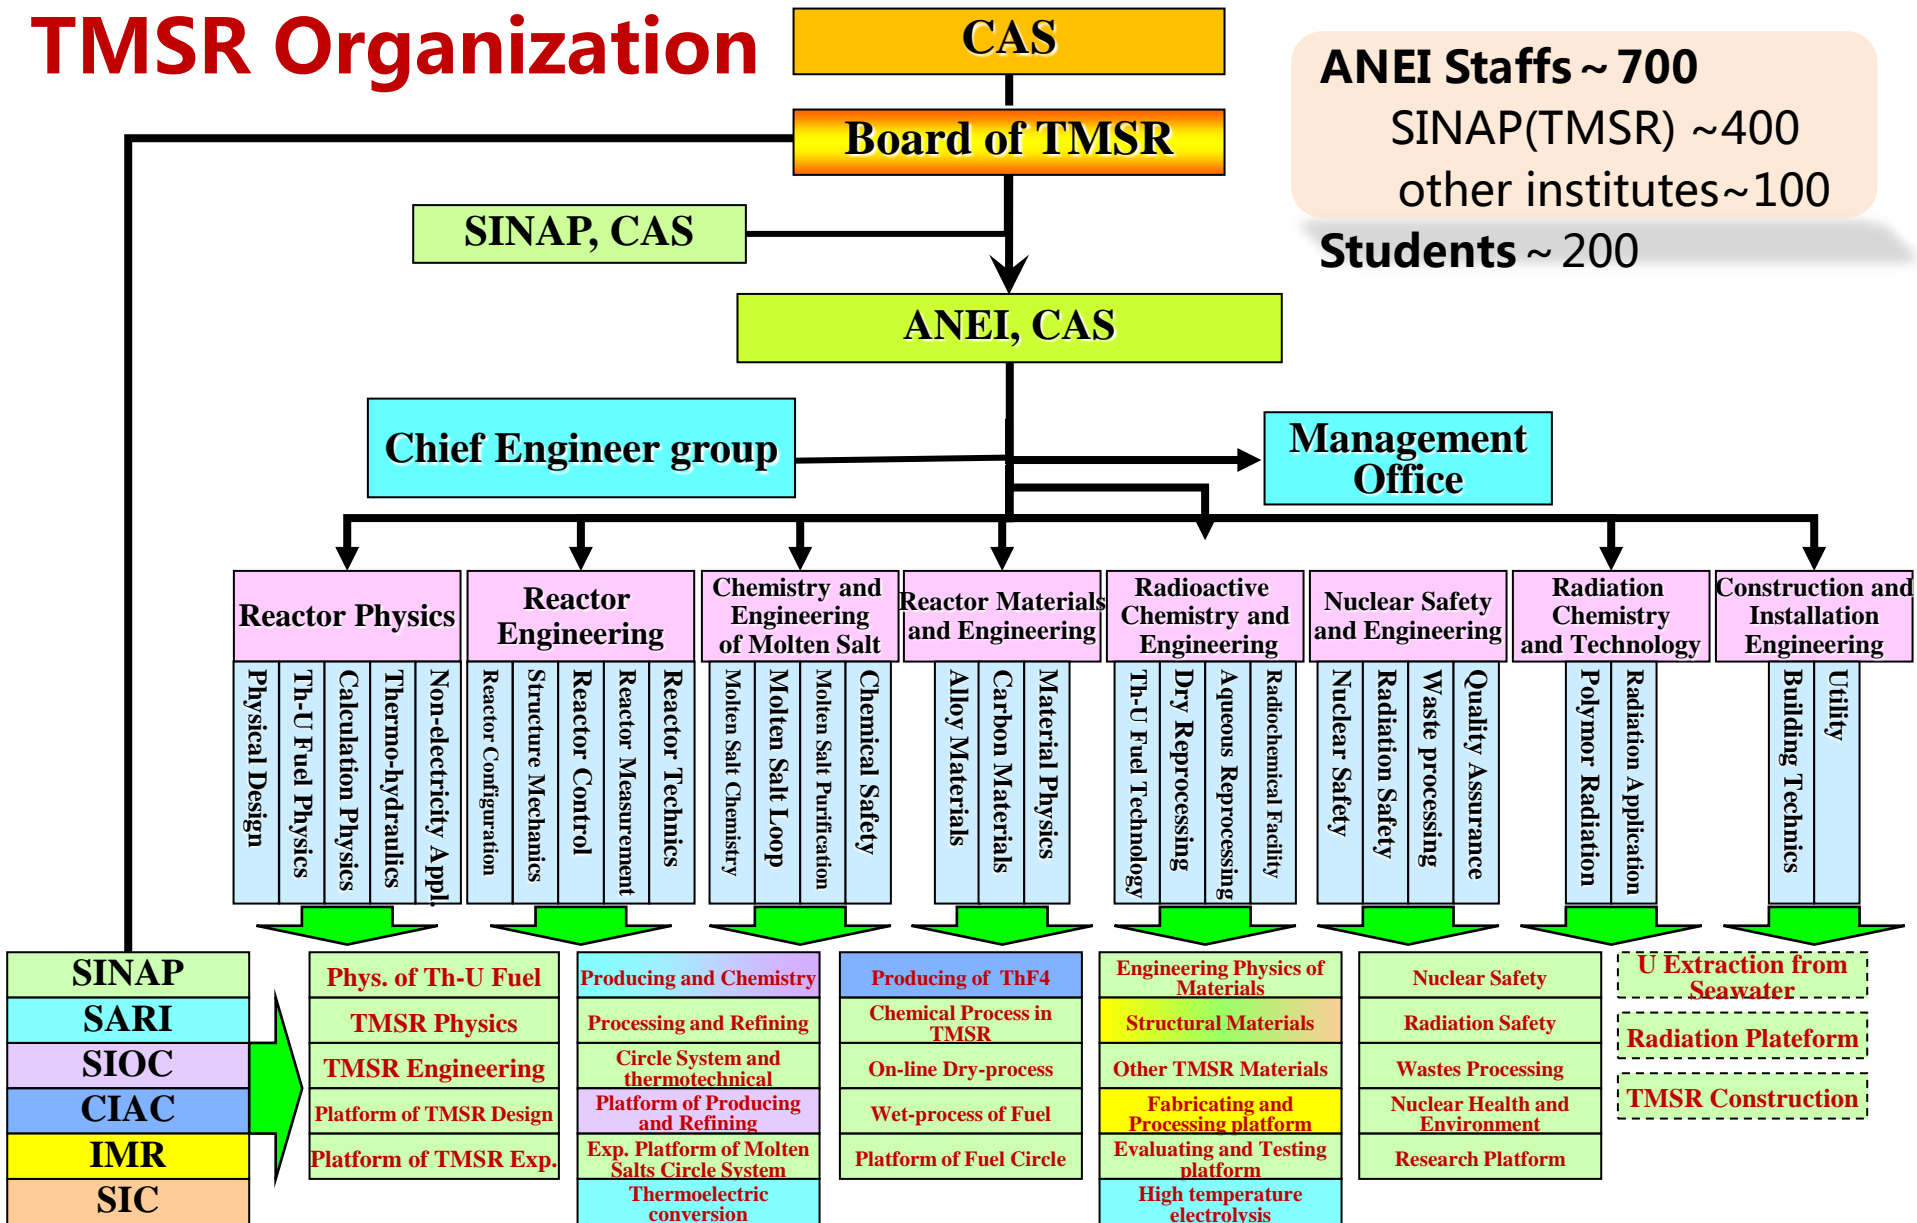 TMSR Organization
CAS
ANEI Staffs ~ 700
SINAP(TMSR) ~400
other institutes~100
Students ~ 200
Board of TMSR
SINAP, CAS
ANEI, CAS
Chief Engineer group
Management
Office
Reactor Physics
Reactor
Engineering
Chemistry and
Engineering
of Molten Salt
Reactor Materials
and Engineering
Radioactive
Chemistry and
Engineering
Nuclear Safety
and Engineering
Radiation
Chemistry
and Technology
Construction and
Installation
Engineering
Physical Design
Th-U Fuel Physics
Calculation Physics
Thermo-hydraulics
Non-electricity Appl.
Reactor Configuration
Structure Mechanics
Reactor Control
Reactor Measurement
Reactor Technics
Molten Salt Chemistry
Molten Salt Loop
Molten Salt Purification
Chemical Safety
Alloy Materials
Carbon Materials
Material Physics
Th-U Fuel Technology
Dry Reprocessing
Aqueous Reprocessing
Radiochemical Facility
Nuclear Safety
Radiation Safety
Waste processing
Quality Assurance
Polymor Radiation
Radiation Application
Building Technics
Utility
SINAP
SARI
SIOC
CIAC
IMR
SIC
Phys. of Th-U Fuel
TMSR Physics
TMSR Engineering
Platform of TMSR Design
Platform of TMSR Exp.
Producing and Chemistry
Processing and Refining
Circle System and
thermotechnical
Platform of Producing
and Refining
Exp. Platform of Molten
Salts Circle System
Thermoelectric
conversion
Producing of ThF4
Chemical Process in
TMSR
On-line Dry-process
Wet-process of Fuel
Platform of Fuel Circle
Engineering Physics of
Materials
Structural Materials
Other TMSR Materials
Fabricating and
Processing platform
Evaluating and Testing
platform
High temperature
electrolysis
Nuclear Safety
Radiation Safety
Wastes Processing
Nuclear Health and
Environment
Research Platform
U Extraction from
Seawater
Radiation Plateform
TMSR Construction